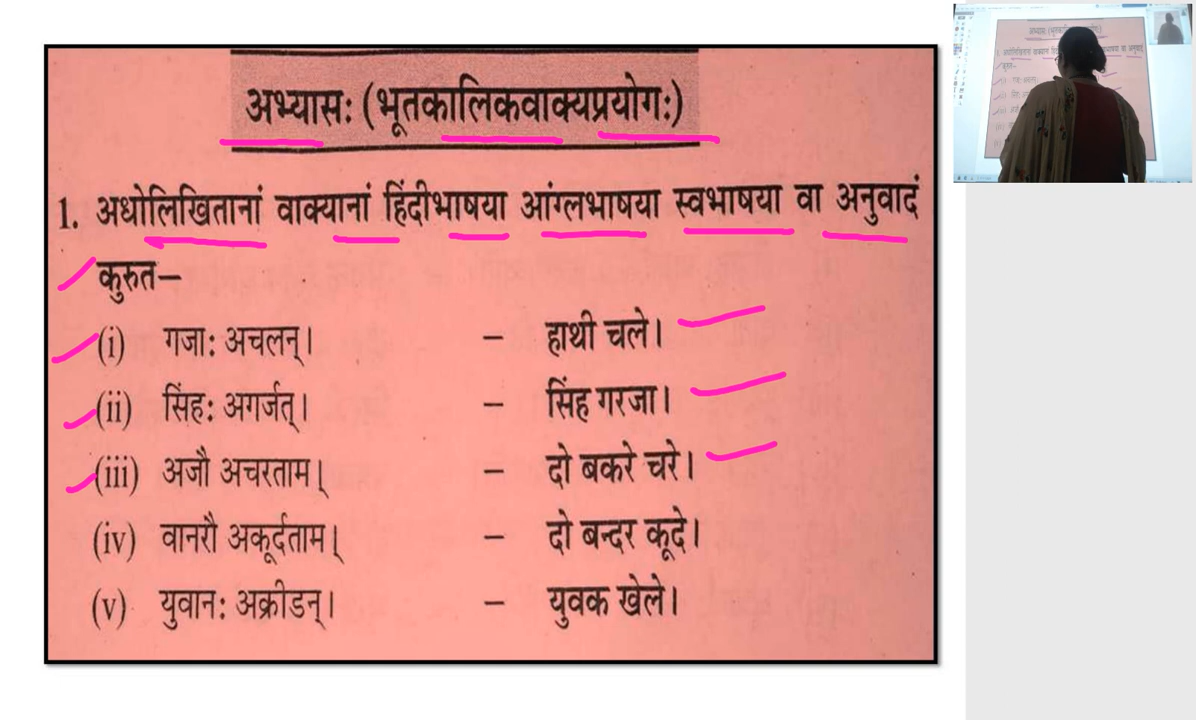 अभ्यासः (भूतकालिकवाक्यप्रयोगः)
1. अधोलिखितानां वाक्यानां हिंदीभाषया आंग्लभाषया स्वभाषया वा अनुवादं
कुरुत–
(i) गजाः अचलन्। – हाथी चले।
(ii) सिंहः अगर्जत्। – सिंह गरजा।
(iii) अजौ अचरताम्। – दो बकरे चरे।
(iv) वानरौ अकूर्दताम्। – दो बन्दर कूदे।
(v) युवानः अक्रीडन्। – युवक खेले।